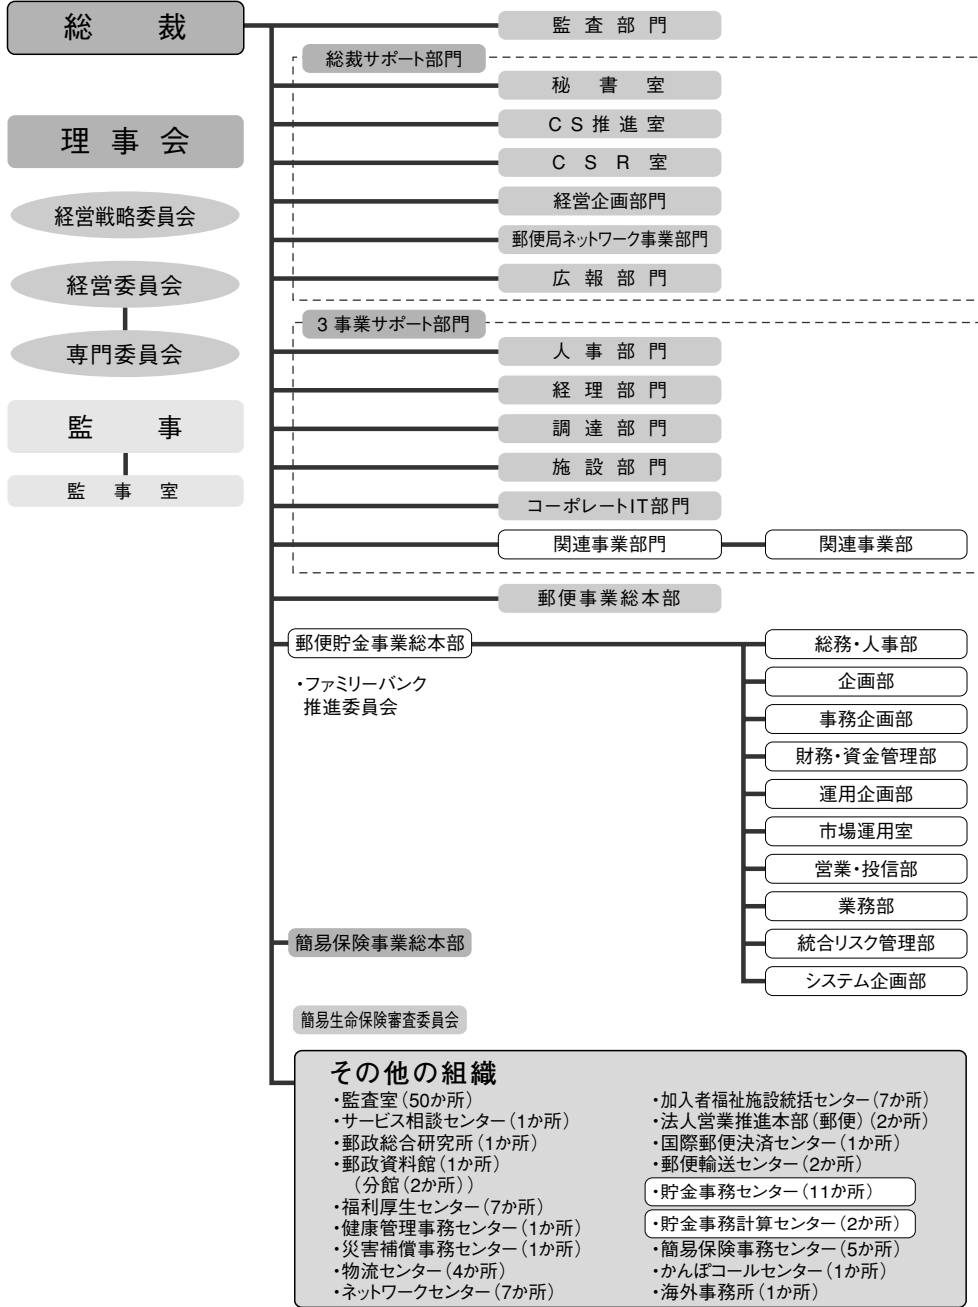 総裁
監査部門
総裁サポート部門
秘書室
CS推進室
CSR室
経営企画部門
郵便局ネットワーク事業部門
広報部門
理事会
経営戦略委員会
経営委員会
専門委員会
監事
監事室
3事業サポート部門
人事部門
経理部門
調達部門
施設部門
コーポレートIT部門
関連事業部門
関連事業部
郵便事業総本部
郵便貯金事業総本部
・ファミリーバンク
推進委員会
総務・人事部
企画部
事務企画部
財務・資金管理部
運用企画部
市場運用室
営業・投信部
業務部
統合リスク管理部
システム企画部
簡易保険事業総本部
簡易生命保険審査委員会
その他の組織
・監査室(50か所)
・サービス相談センター(1か所)
・郵政総合研究所(1か所)
・郵政資料館(1か所)
(分館(2か所))
・福利厚生センター(7か所)
・健康管理事務センター(1か所)
・災害補償事務センター(1か所)
・物流センター(4か所)
・ネットワークセンター(7か所)
・加入者福祉施設統括センター(7か所)
・法人営業推進本部(郵便)(2か所)
・国際郵便決済センター(1か所)
・郵便輸送センター(2か所)
・貯金事務センター(11か所)
・貯金事務計算センター(2か所)
・簡易保険事務センター(5か所)
・かんぽコールセンター(1か所)
・海外事務所(1か所)